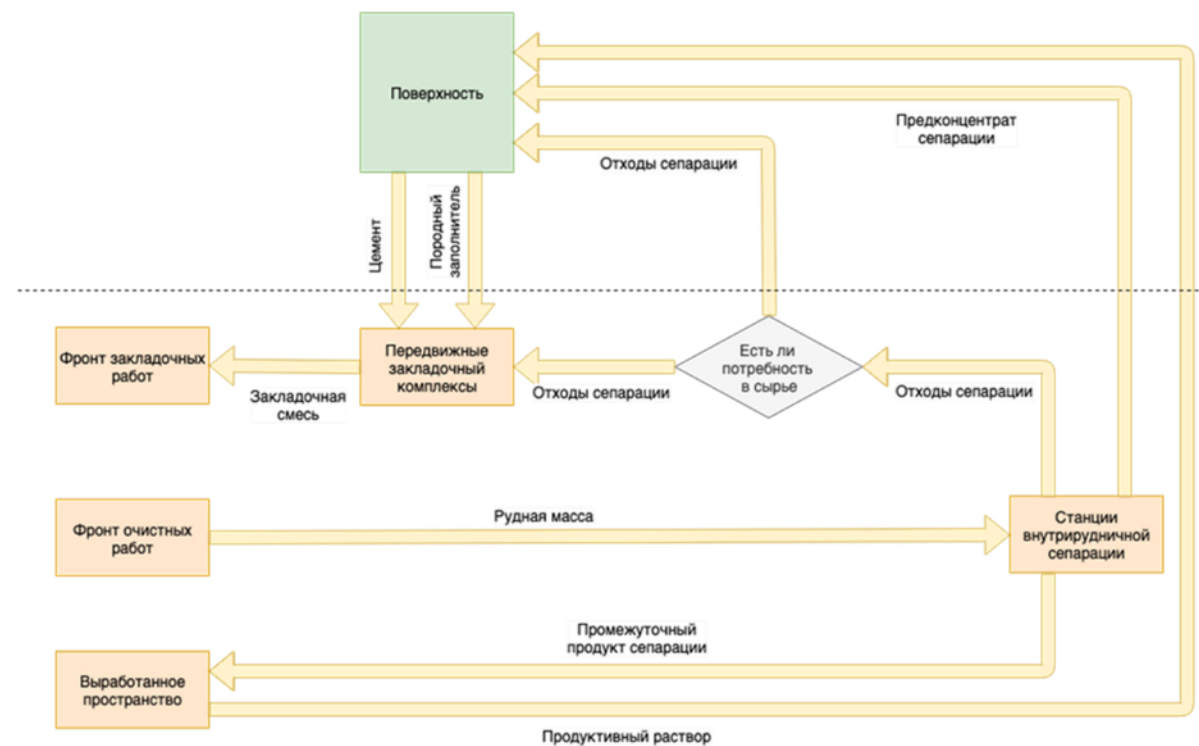 Поверхность
Предконцентрат
сепарации
Отходы сепарации
Цемент
Породный
заполнитель
Фронт закладочных
работ
Передвижные
закладочный
комплексы
Есть ли
потребность
в сырье
Закладочная
смесь
Отходы сепарации
Отходы сепарации
Фронт очистных
работ
Рудная масса
Станции
внутрирудничной
сепарации
Промежуточный
продукт сепарации
Выработанное
пространство
Продуктивный раствор